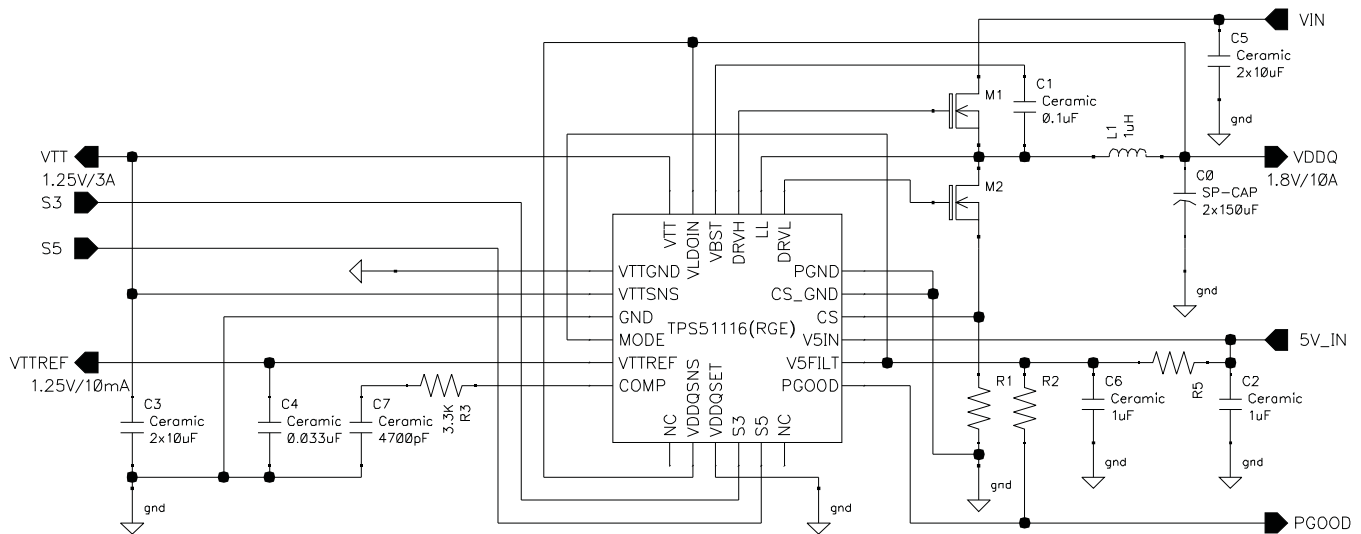 VIN
C5
Ceramic
2x10uF
gnd
M1
C1
Ceramic
0.1uF
L1
1uH
VTT
1.25V/3A
VDDQ
1.8V/10A
C0
SP-CAP
2x150uF
gnd
S3
M2
S5
VTT
VLDOIN
VBST
DRVH
LL
DRVL
VTTGND
VTTSNS
GND
MODE
VTTREF
COMP
TPS51116(RGE)
PGND
CS_GND
CS
V5IN
V5FILT
PGOOD
NC
VDDQSNS
VDDQSET
S3
S5
NC
5V_IN
VTTREF
1.25V/10mA
C3
Ceramic
2x10uF
C4
Ceramic
0.033uF
C7
Ceramic
4700pF
3.3K
R3
R1
R2
C6
Ceramic
1uF
R5
C2
Ceramic
1uF
gnd
gnd
gnd
gnd
gnd
PGOOD